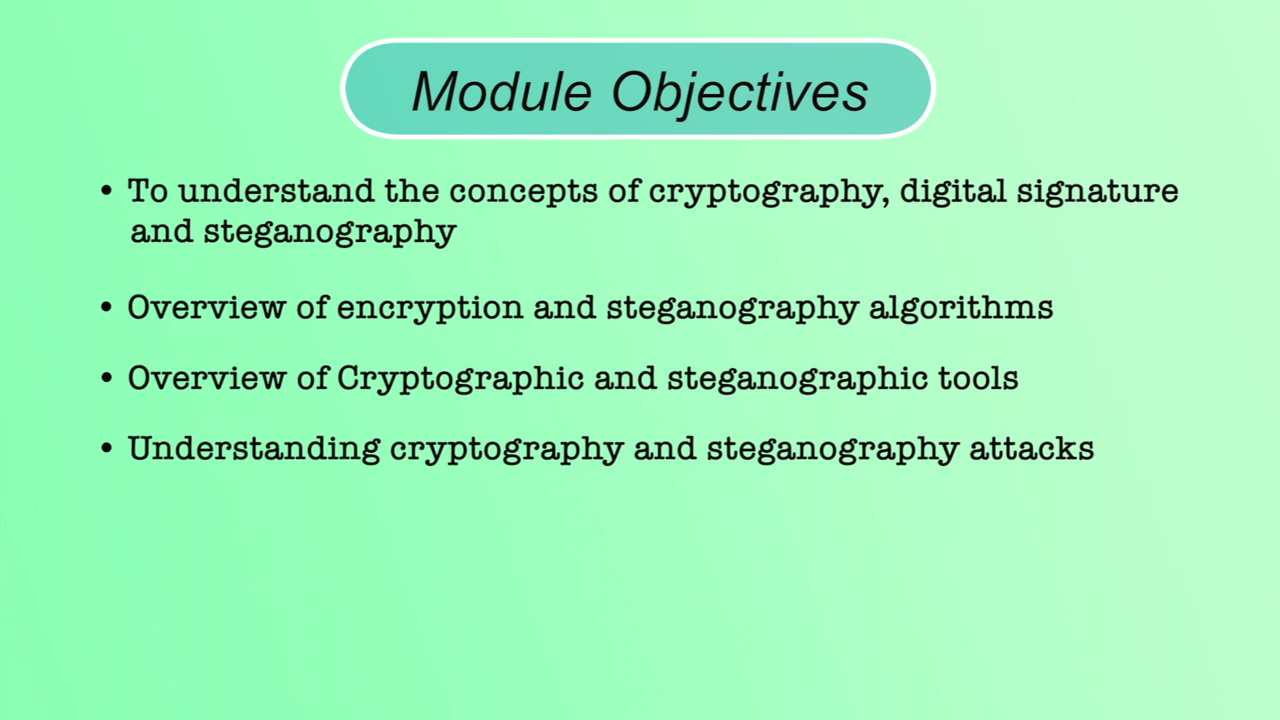 Module Objectives
• To understand the concepts of cryptography, digital signature
and steganography
• Overview of encryption and steganography algorithms
• Overview of Cryptographic and steganographic tools
• Understanding cryptography and steganography attacks